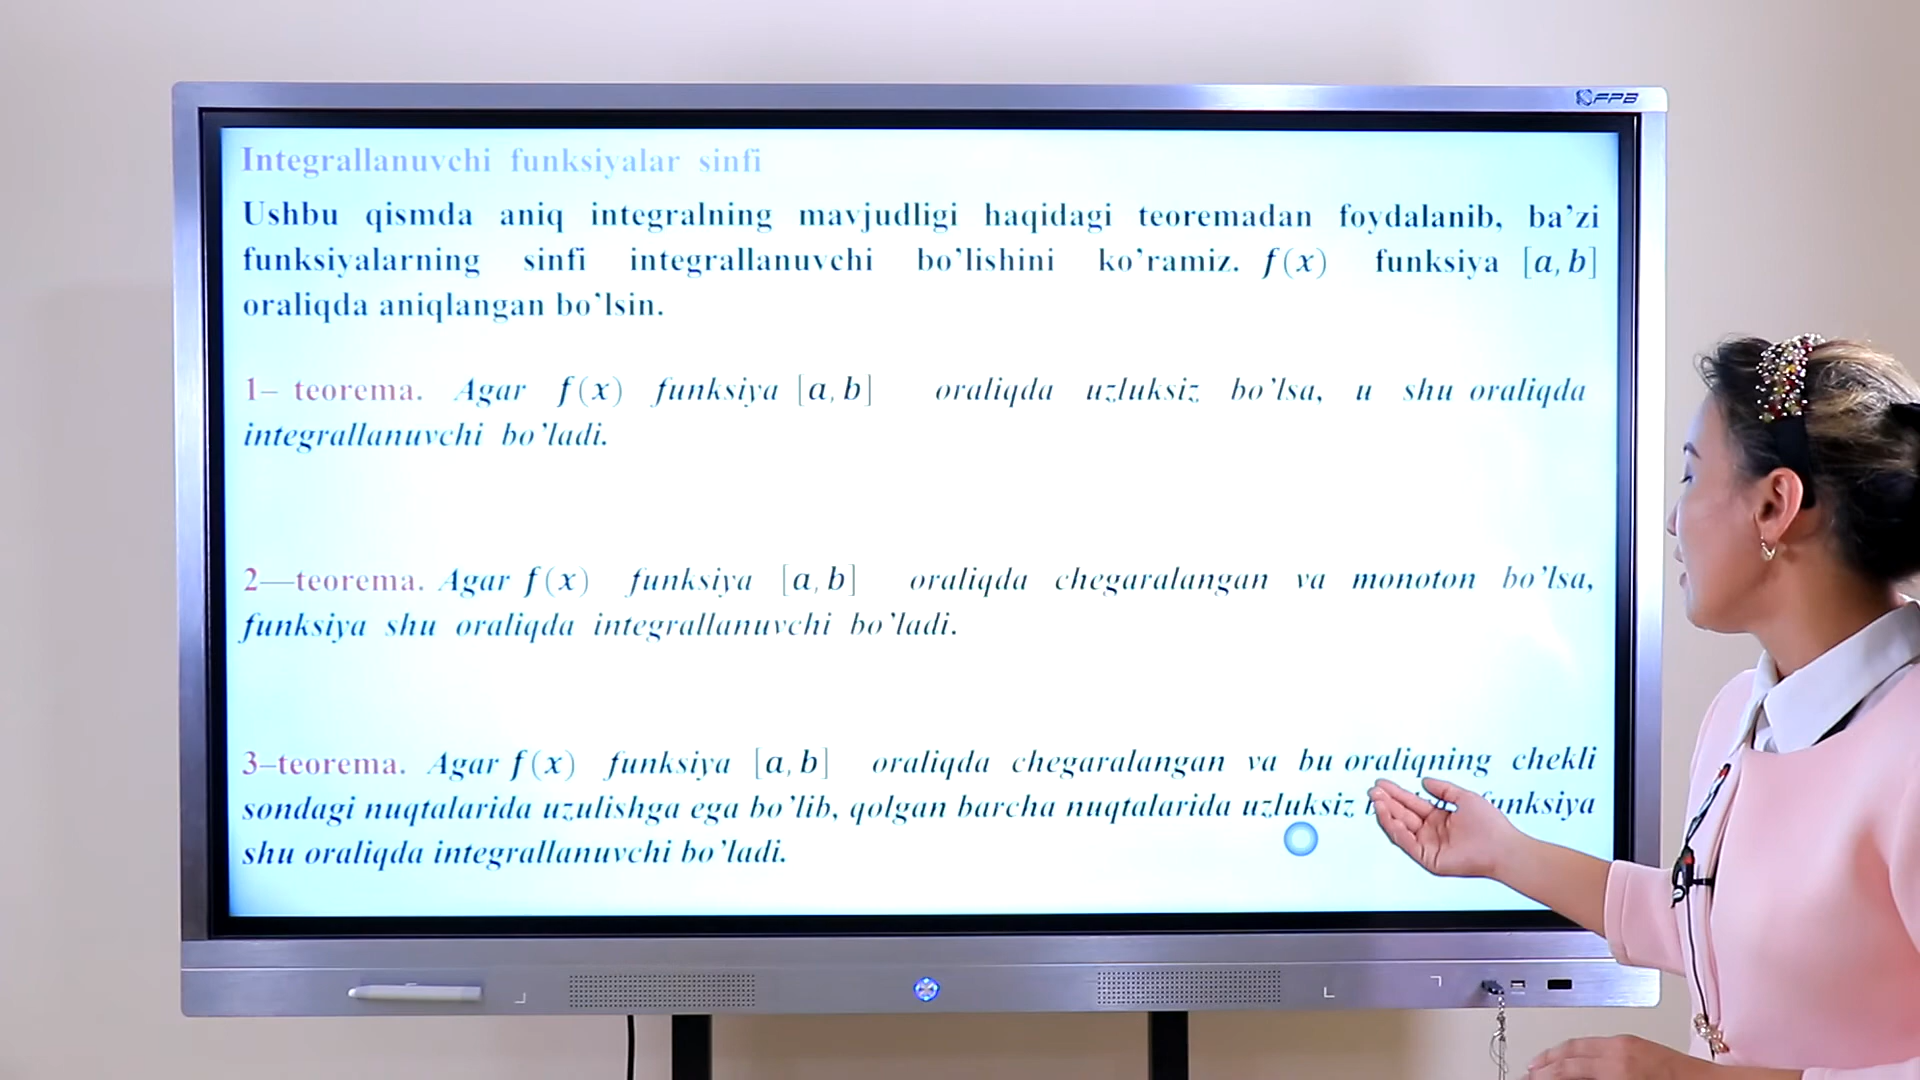 FPB
Integrallanuvchi funksiyalar sinfi
Ushbu qismda aniq integralning mavjudligi haqidagi teoremadan foydalanib, ba’zi
funksiyalarning sinfi integrallanuvchi bo’lishini ko’ramiz. f(x) funksiya [a, b]
oraliqda aniqlangan bo’lsin.
1– teorema. Agar f(x) funksiya [a, b] oraliqda uzluksiz bo’lsa, u shu oraliqda
integrallanuvchi bo’ladi.
2—teorema. Agar f(x) funksiya [a, b] oraliqda chegaralangan va monoton bo’lsa,
funksiya shu oraliqda integrallanuvchi bo’ladi.
3–teorema. Agar f(x) funksiya [a, b] oraliqda chegaralangan va bu oraliqning chekli
sondagi nuqtalarida uzulishga ega bo’lib, qolgan barcha nuqtalarida uzluksiz funksiya
shu oraliqda integrallanuvchi bo’ladi.